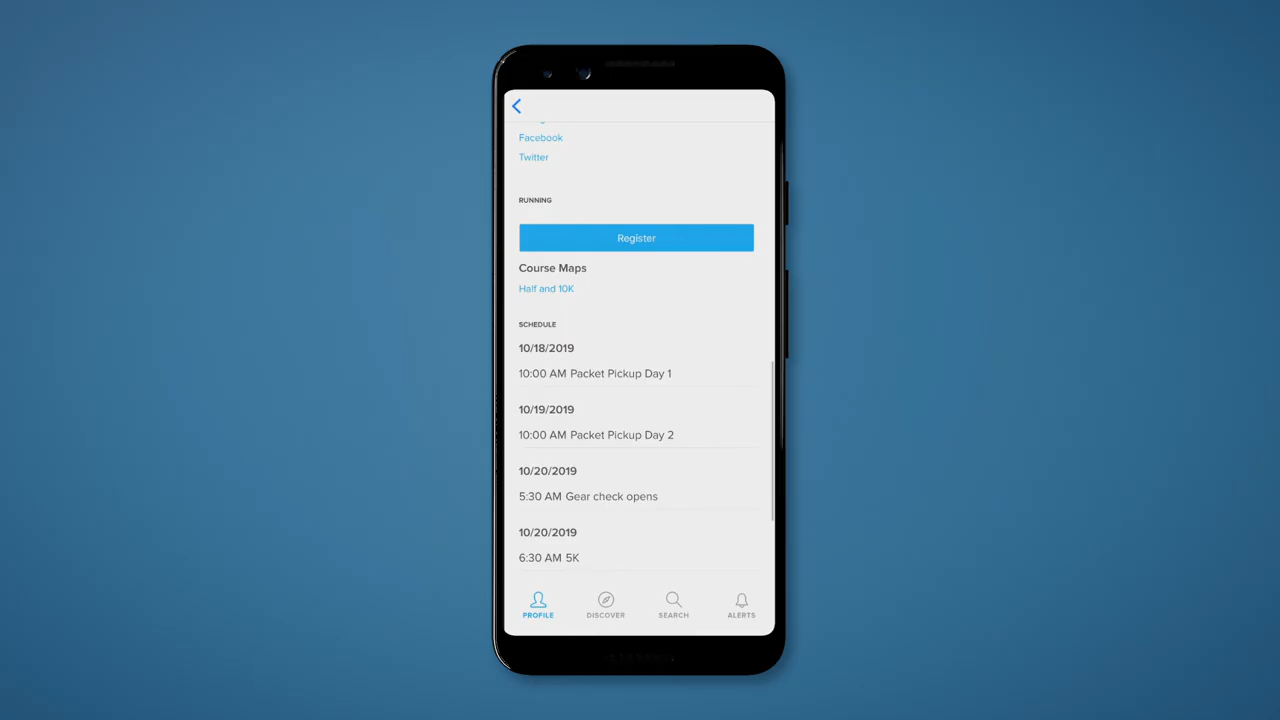 Facebook
Twitter
RUNNING
Register
Course Maps
Half and 10K
SCHEDULE
10/18/2019
10:00 AM Packet Pickup Day 1
10/19/2019
10:00 AM Packet Pickup Day 2
10/20/2019
5:30 AM Gear check opens
10/20/2019
6:30 AM 5K
PROFILE
DISCOVER
SEARCH
ALERTS